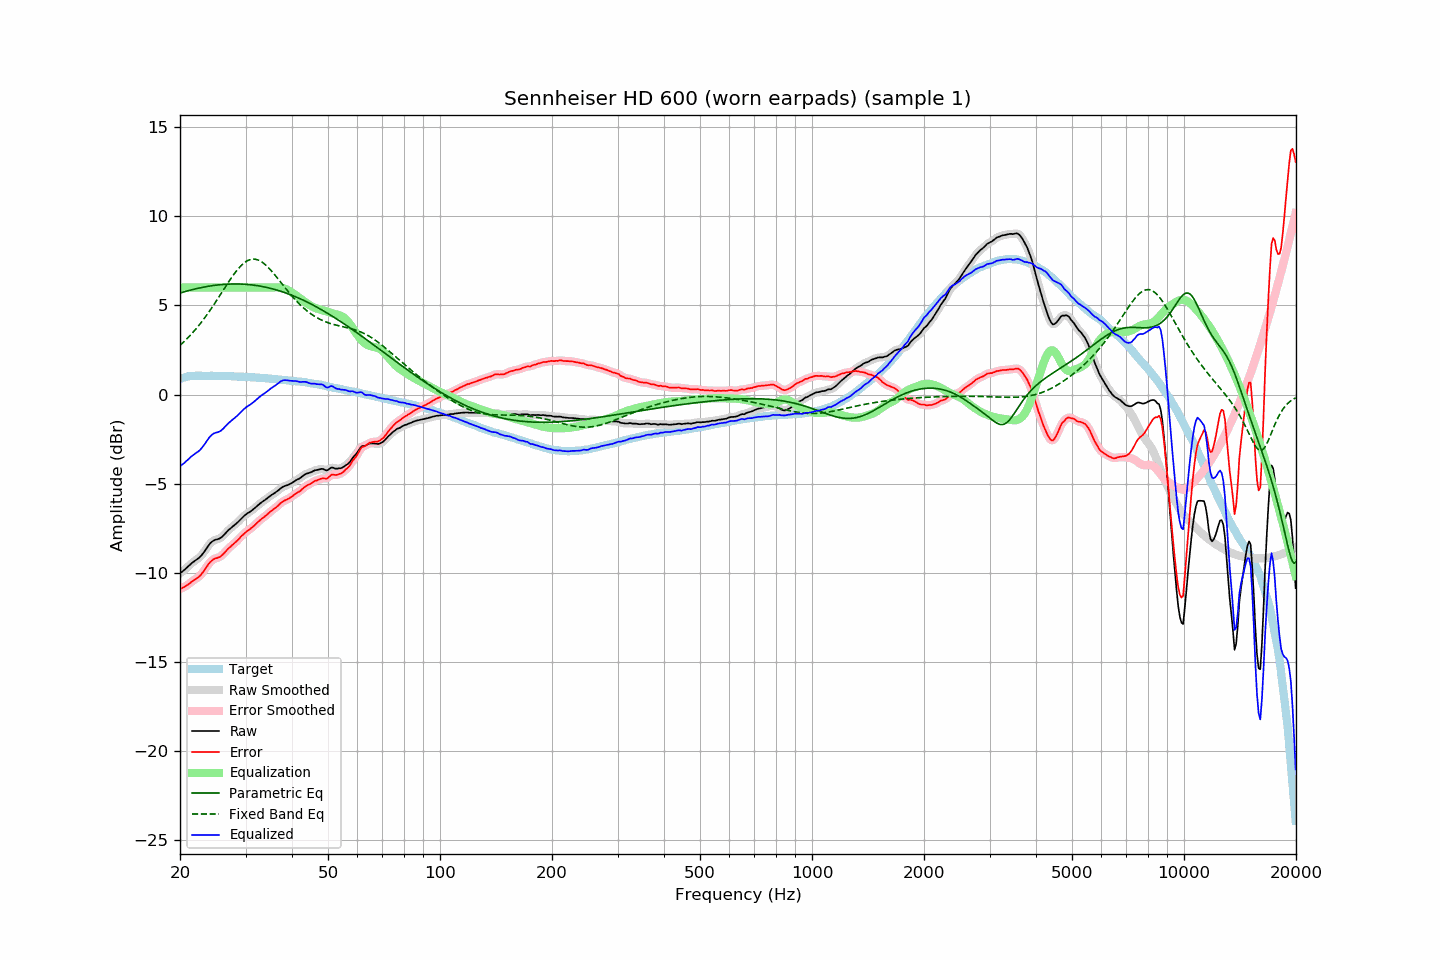 Sennheiser HD 600 (worn earpads) (sample 1)
15
10
5
0
−5
−10
−15
−20
−25
Amplitude (dBr)
Target
Raw Smoothed
Error Smoothed
Raw
Error
Equalization
Parametric Eq
Fixed Band Eq
Equalized
20 50 100 200 500 1000 2000 5000 10000 20000
Frequency (Hz)